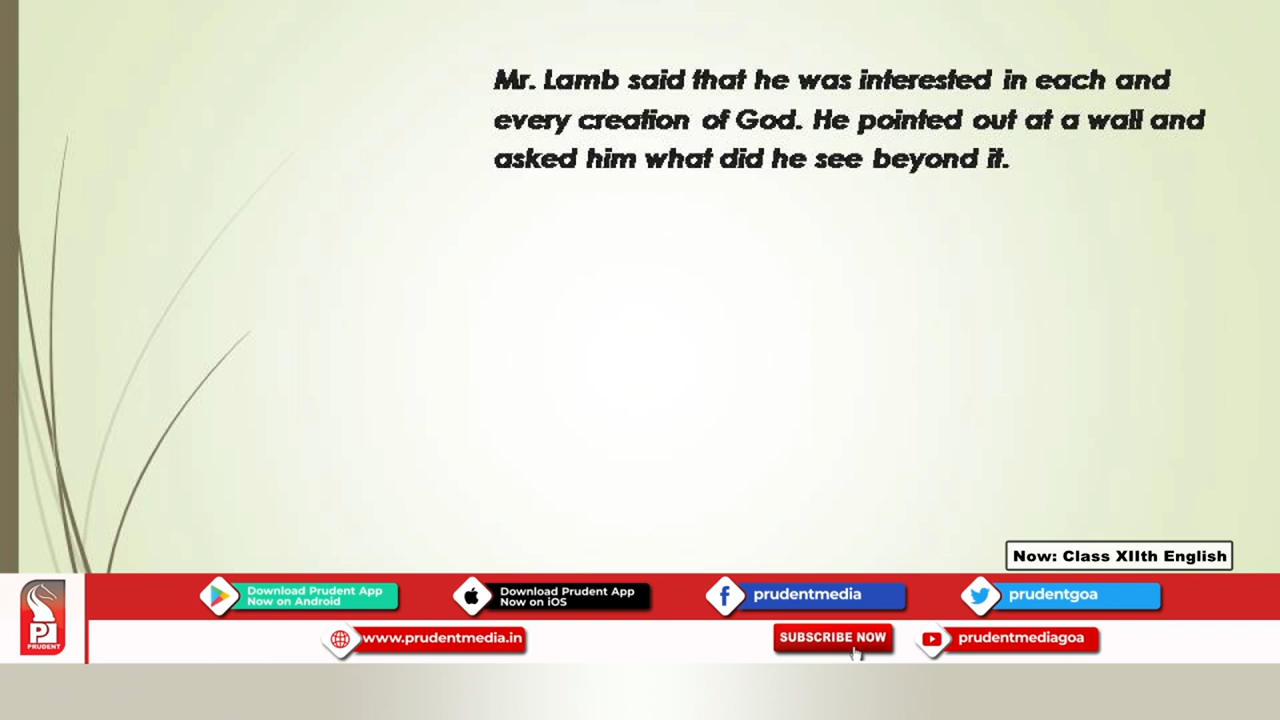 Mr. Lamb said that he was interested in each and
every creation of God. He pointed out at a wall and
asked him what did he see beyond it.
Now: Class XIIth English
Download Prudent App
Now on Android
Download Prudent App
Now on iOS
prudentmedia
prudentgoa
PRUDENT
www.prudentmedia.in
SUBSCRIBE NOW
prudentmediagoa